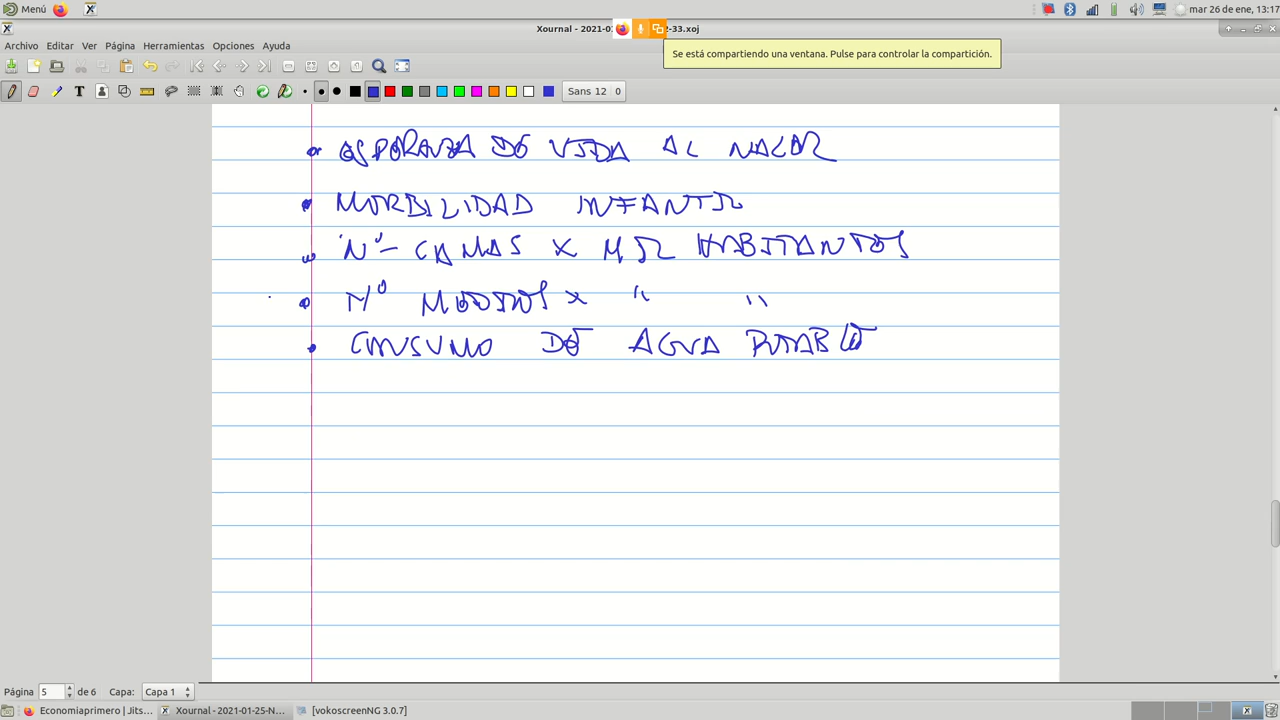 Menú
mar 26 de ene, 13:17
Xournal - 2021-0 2-33.xoj
Archivo Editar Ver Página Herramientas Opciones Ayuda
Se está compartiendo una ventana. Pulse para controlar la compartición.
Sans 12 0
ESPERANZA DE VIDA AL NACER
MORBILIDAD INFANTIL
Nº CAMAS X MIL HABITANTES
Nº MEDICOS X " "
CONSUMO DE AGUA POTABLE
Página 5 de 6 Capa: Capa 1
Economiaprimero | Jits... Xournal - 2021-01-25-N... [vokoscreenNG 3.0.7]